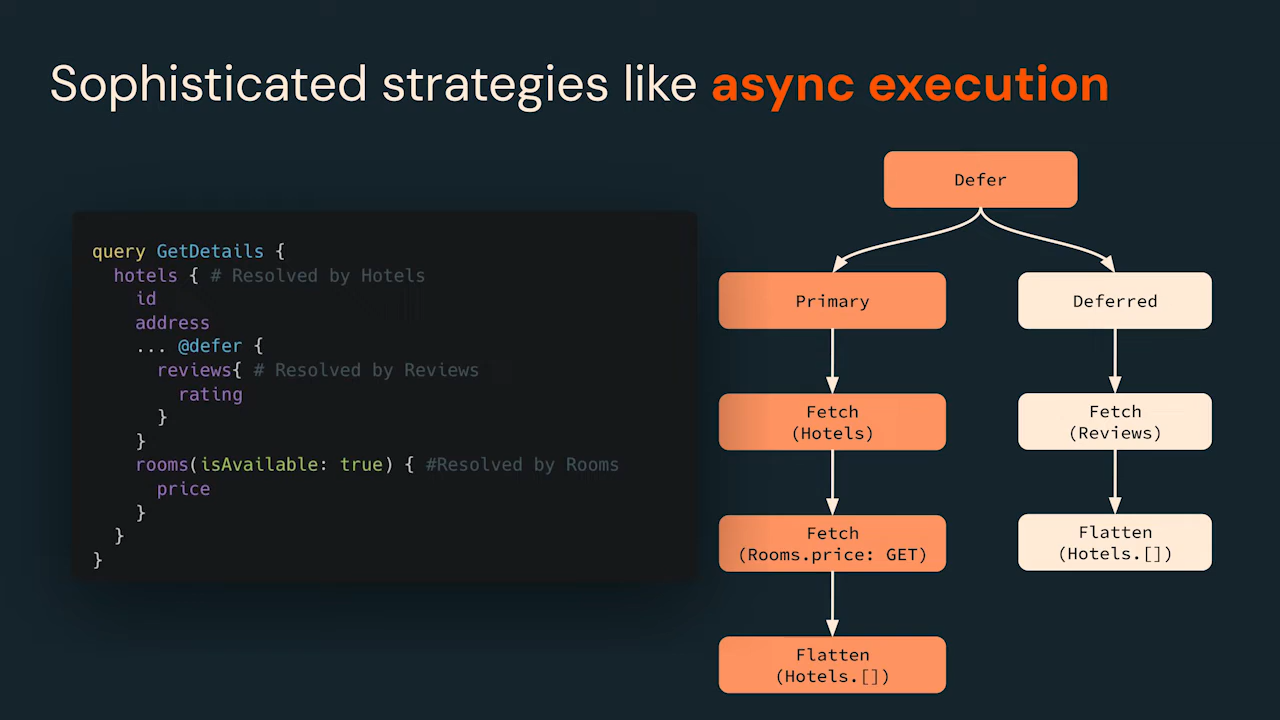 Sophisticated strategies like async execution
query GetDetails {
hotels { # Resolved by Hotels
id
address
... @defer {
reviews{ # Resolved by Reviews
rating
}
}
rooms(isAvailable: true) { #Resolved by Rooms
price
}
}
}
Defer
Primary
Deferred
Fetch
(Hotels)
Fetch
(Reviews)
Fetch
(Rooms.price: GET)
Flatten
(Hotels.[])
Flatten
(Hotels.[])